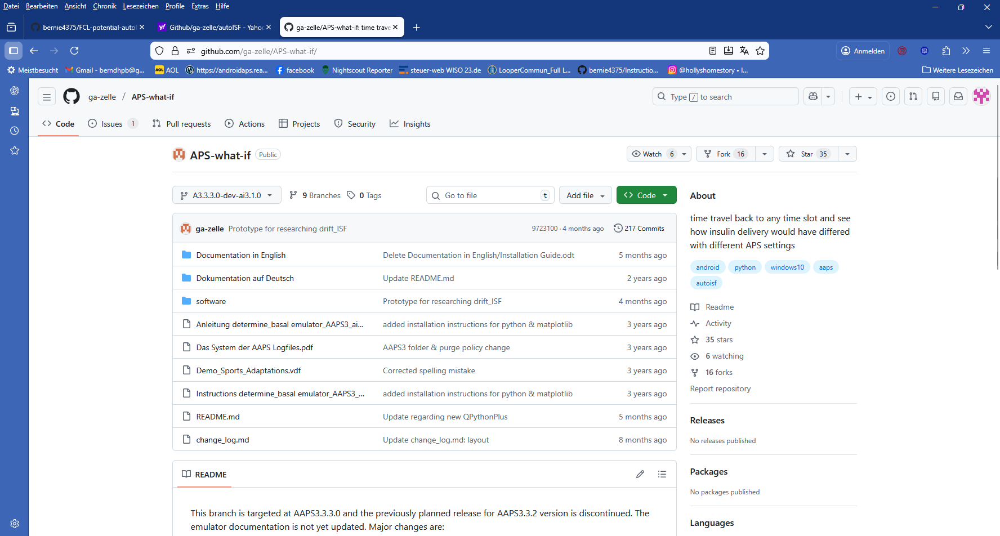 Datei Bearbeiten Ansicht Chronik Lesezeichen Profile Extras Hilfe
bernie4375/FCL-potential-autoI
Github/ga-zelle/autoISF - Yahoo
ga-zelle/APS-what-if: time trave
github.com/ga-zelle/APS-what-if/
Anmelden
Meistbesucht
Gmail - berndhpb@g...
AOL AOL
https://androidaps.rea...
facebook
Nightscout Reporter
steuer-web WISO 23.de
LooperCommun_Full L...
bernie4375/Instructio...
@hollyshomestory • I...
Weitere Lesezeichen
ga-zelle / APS-what-if
Type / to search
Code
Issues 1
Pull requests
Actions
Projects
Security
Insights
APS-what-if Public
Watch 6
Fork 16
Star 35
A3.3.3.0-dev-ai3.1.0
9 Branches
0 Tags
Go to file t
Add file
Code
ga-zelle Prototype for researching drift_ISF 9723100 · 4 months ago 217 Commits
Documentation in English Delete Documentation in English/Installation Guide.odt 5 months ago
Dokumentation auf Deutsch Update README.md 2 years ago
software Prototype for researching drift_ISF 4 months ago
Anleitung determine_basal emulator_AAPS3_ai... added installation instructions for python & matplotlib 3 years ago
Das System der AAPS Logfiles.pdf AAPS3 folder & purge policy change 3 years ago
Demo_Sports_Adaptations.vdf Corrected spelling mistake 3 years ago
Instructions determine_basal emulator_AAPS3_... added installation instructions for python & matplotlib 3 years ago
README.md Update regarding new QPythonPlus 5 months ago
change_log.md Update change_log.md: layout 8 months ago
README
This branch is targeted at AAPS3.3.3.0 and the previously planned release for AAPS3.3.2 version is discontinued. The
emulator documentation is not yet updated. Major changes are:
About
time travel back to any time slot and see
how insulin delivery would have differed
with different APS settings
android python windows10 aaps
autoisf
Readme
Activity
35 stars
6 watching
16 forks
Report repository
Releases
No releases published
Packages
No packages published
Languages